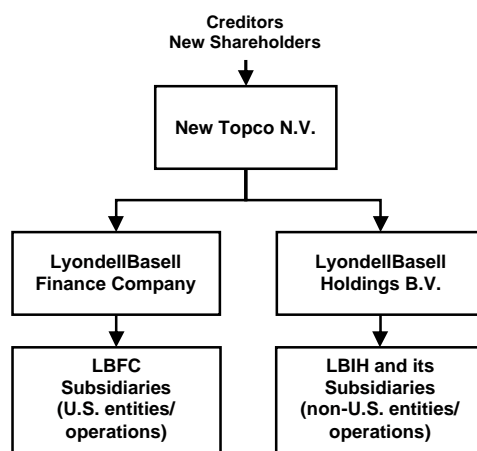 Creditors
New Shareholders
New Topco N.V.
LyondellBasell
Finance Company
LyondellBasell
Holdings B.V.
LBFC
Subsidiaries
(U.S. entities/
operations)
LBIH and its
Subsidiaries
(non-U.S. entities/
operations)